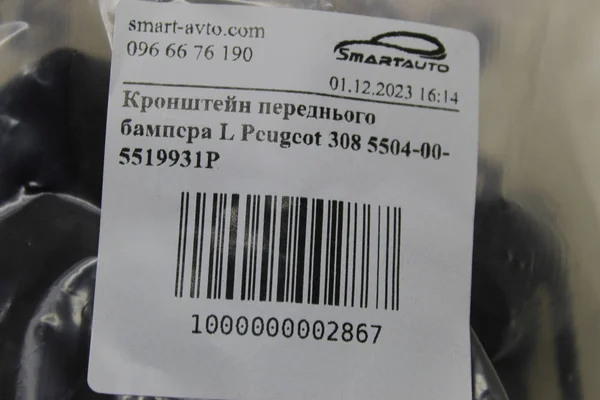 smart-avto.com
096 66 76 190
SMARTAUTO
01.12.2023 16:14
Кронштейн переднього
бампера L Peugeot 308 5504-00-
5519931P
1000000002867